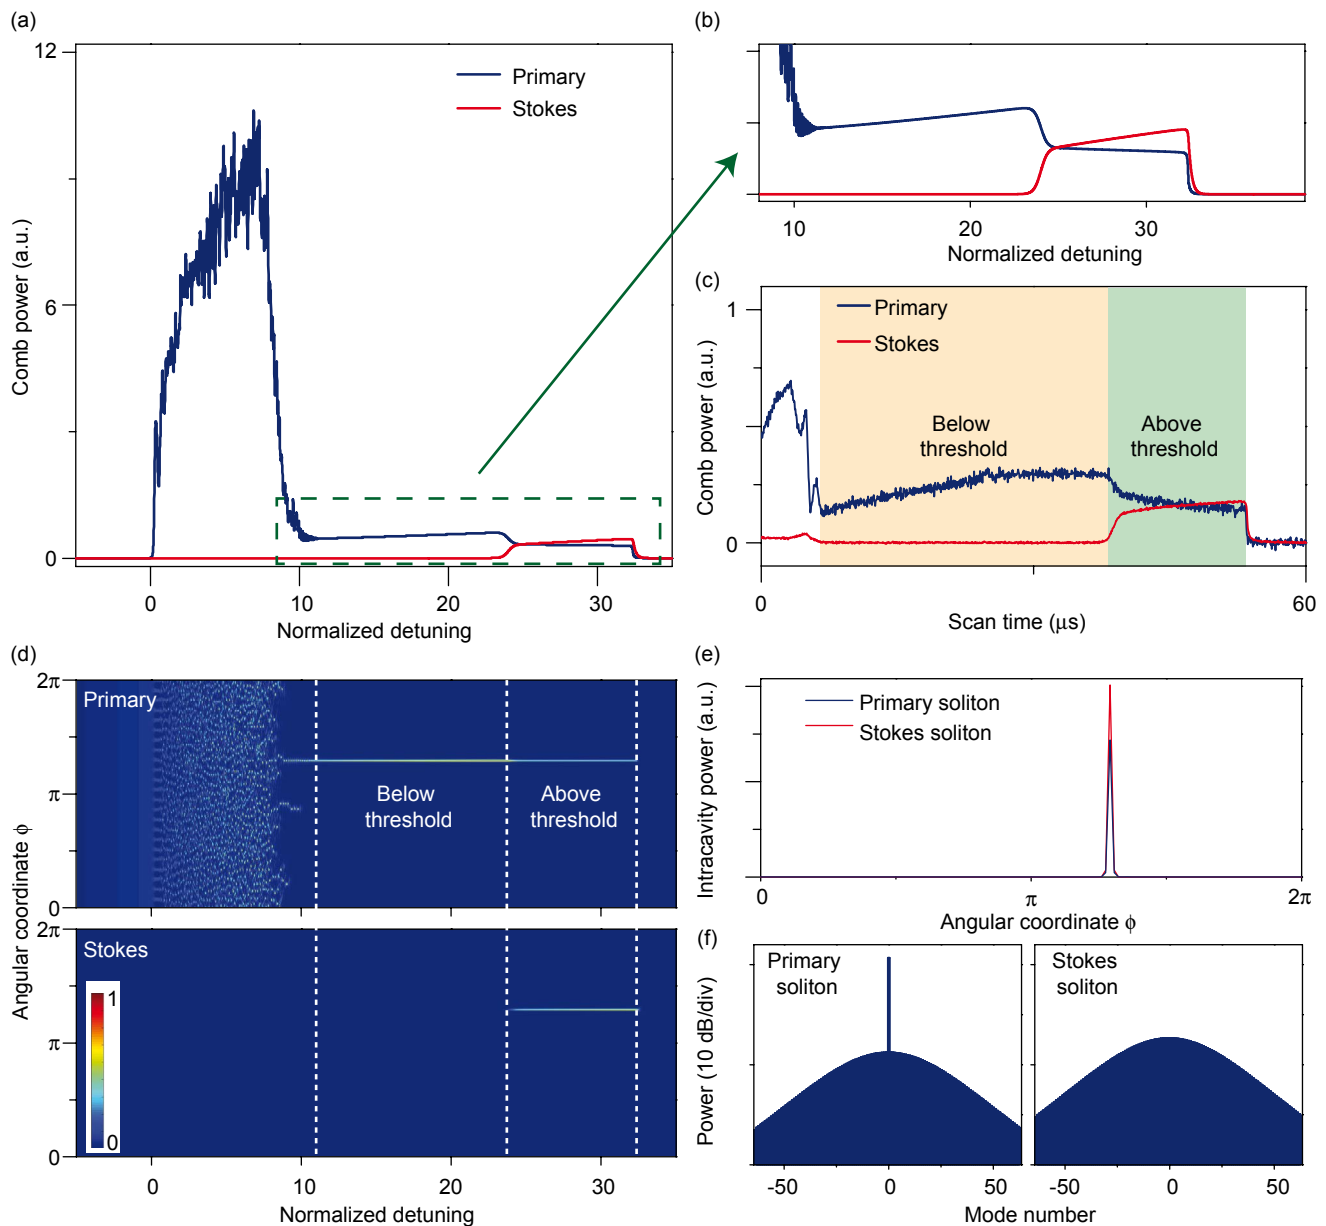 (a)
12
Primary
Stokes
6
0
Comb power (a.u.)
0
10
20
30
Normalized detuning
(b)
10
20
30
Normalized detuning
(c)
1
Primary
Stokes
Below
threshold
Above
threshold
0
Comb power (a.u.)
0
60
Scan time (μs)
(d)
2π
Primary
π
Below
threshold
Above
threshold
0
2π
Stokes
1
π
0
0
Angular coordinate ϕ
0
10
20
30
Normalized detuning
(e)
Primary soliton
Stokes soliton
Intracavity power (a.u.)
0
π
2π
Angular coordinate ϕ
(f)
Primary
soliton
Stokes
soliton
Power (10 dB/div)
-50
0
50
-50
0
50
Mode number